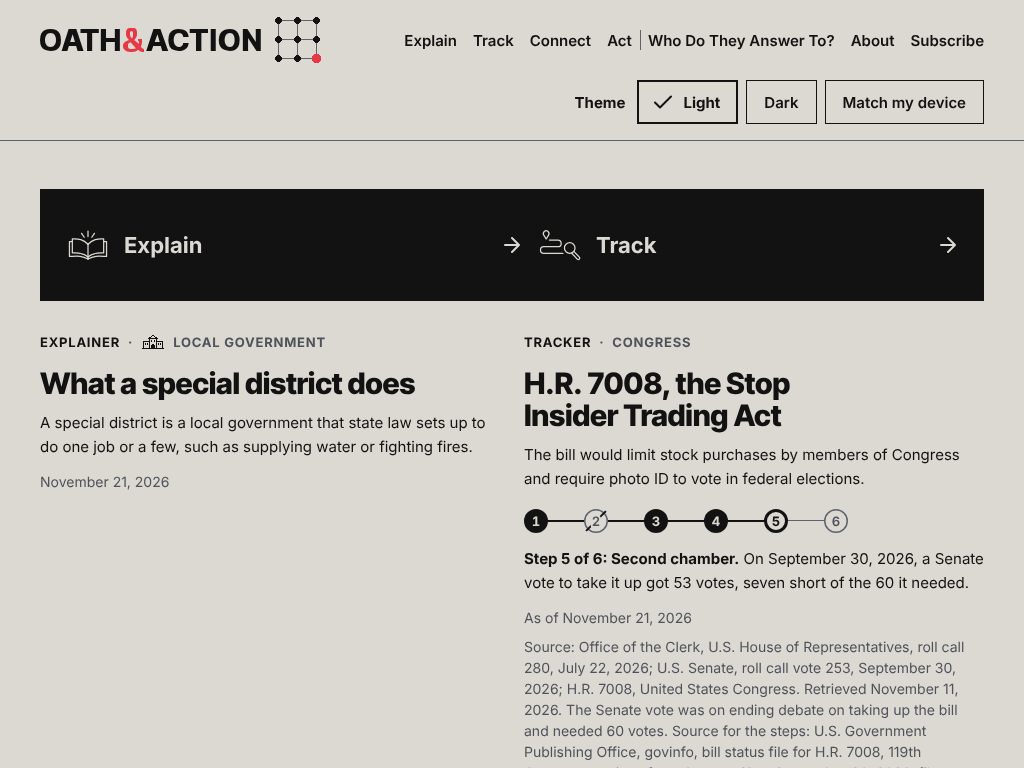 OATH&ACTION
Explain Track Connect Act Who Do They Answer To? About Subscribe
Theme Light Dark Match my device
Explain
Track
EXPLAINER · LOCAL GOVERNMENT
What a special district does
A special district is a local government that state law sets up to
do one job or a few, such as supplying water or fighting fires.
November 21, 2026
TRACKER · CONGRESS
H.R. 7008, the Stop
Insider Trading Act
The bill would limit stock purchases by members of Congress
and require photo ID to vote in federal elections.
1 2 3 4 5 6
Step 5 of 6: Second chamber. On September 30, 2026, a Senate
vote to take it up got 53 votes, seven short of the 60 it needed.
As of November 21, 2026
Source: Office of the Clerk, U.S. House of Representatives, roll call
280, July 22, 2026; U.S. Senate, roll call vote 253, September 30,
2026; H.R. 7008, United States Congress. Retrieved November 11,
2026. The Senate vote was on ending debate on taking up the bill
and needed 60 votes. Source for the steps: U.S. Government
Publishing Office, govinfo, bill status file for H.R. 7008, 119th